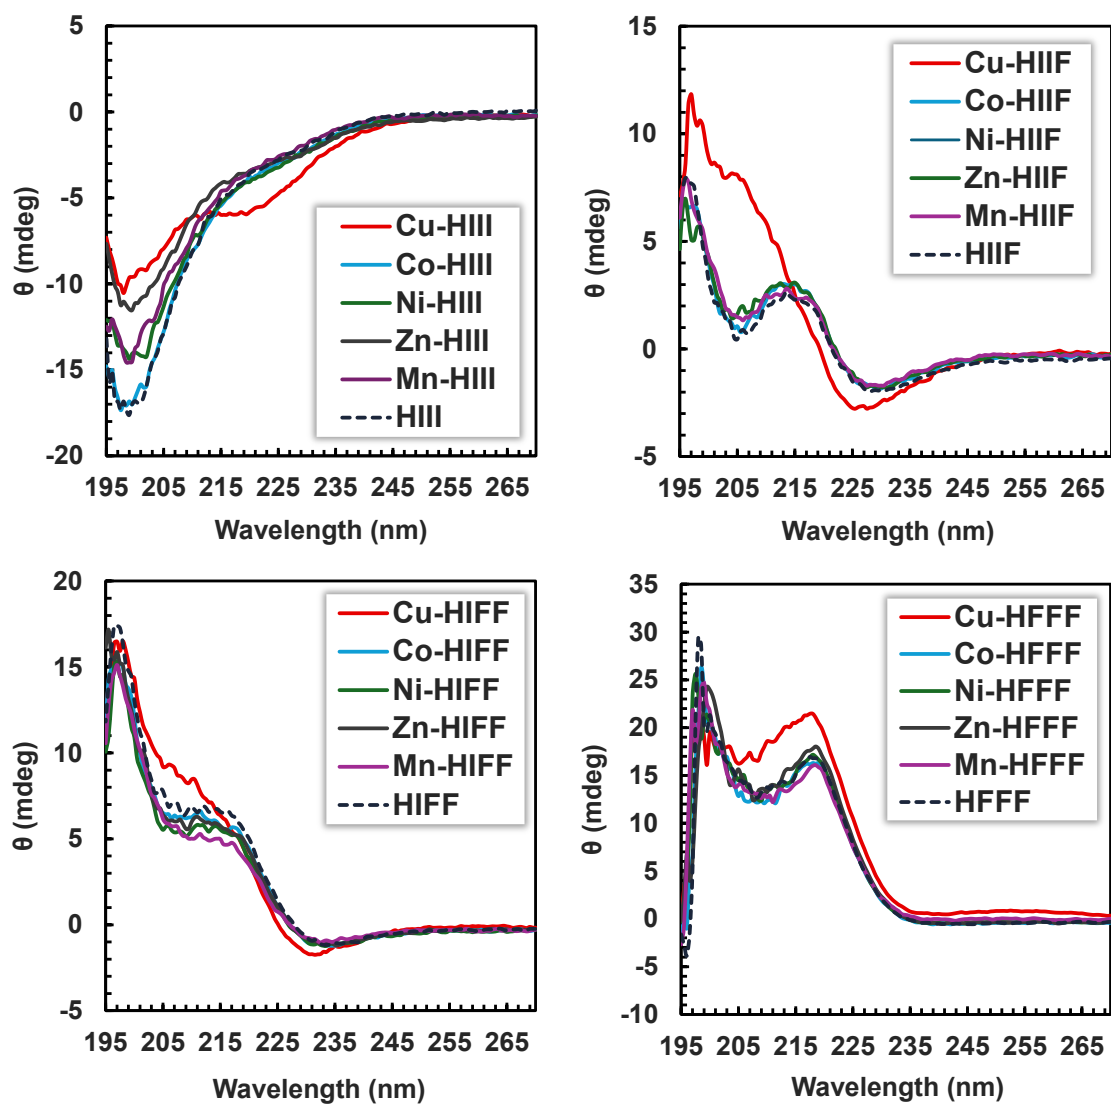 5
0
-5
-10
-15
-20
θ (mdeg)
Cu-HIII
Co-HIII
Ni-HIII
Zn-HIII
Mn-HIII
HIII
195 205 215 225 235 245 255 265
Wavelength (nm)
15
10
5
0
-5
θ (mdeg)
Cu-HIIF
Co-HIIF
Ni-HIIF
Zn-HIIF
Mn-HIIF
HIIF
195 205 215 225 235 245 255 265
Wavelength (nm)
20
15
10
5
0
-5
θ (mdeg)
Cu-HIFF
Co-HIFF
Ni-HIFF
Zn-HIFF
Mn-HIFF
HIFF
195 205 215 225 235 245 255 265
Wavelength (nm)
35
30
25
20
15
10
5
0
-5
-10
θ (mdeg)
Cu-HFFF
Co-HFFF
Ni-HFFF
Zn-HFFF
Mn-HFFF
HFFF
195 205 215 225 235 245 255 265
Wavelength (nm)